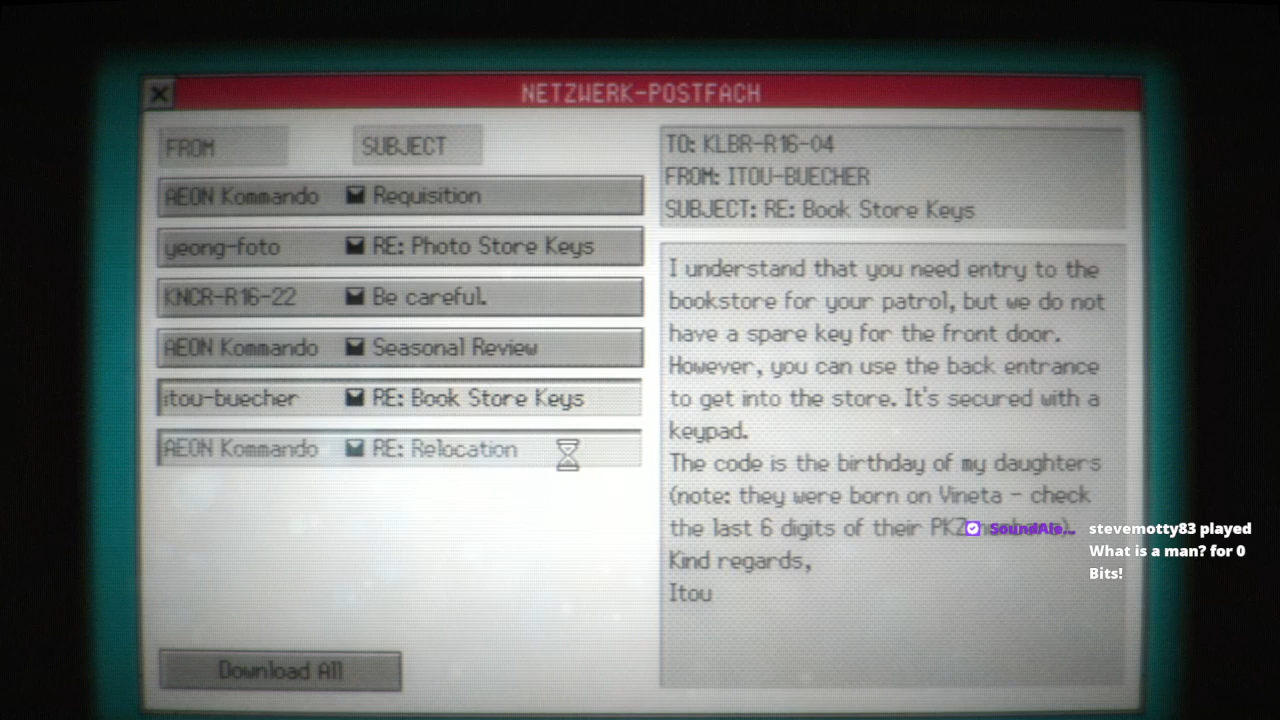 NETZWERK-POSTFACH
FROM SUBJECT
AEON Kommando Requisition
yeong-foto RE: Photo Store Keys
KNCR-R16-22 Be careful.
AEON Kommando Seasonal Review
itou-buecher RE: Book Store Keys
AEON Kommando RE: Relocation
Download All
TO: KLBR-R16-04
FROM: ITOU-BUECHER
SUBJECT: RE: Book Store Keys
I understand that you need entry to the
bookstore for your patrol, but we do not
have a spare key for the front door.
However, you can use the back entrance
to get into the store. It's secured with a
keypad.
The code is the birthday of my daughters
(note: they were born on Vineta - check
the last 6 digits of their PKZ
Kind regards,
Itou
SoundAle...
stevemotty83 played
What is a man? for 0
Bits!